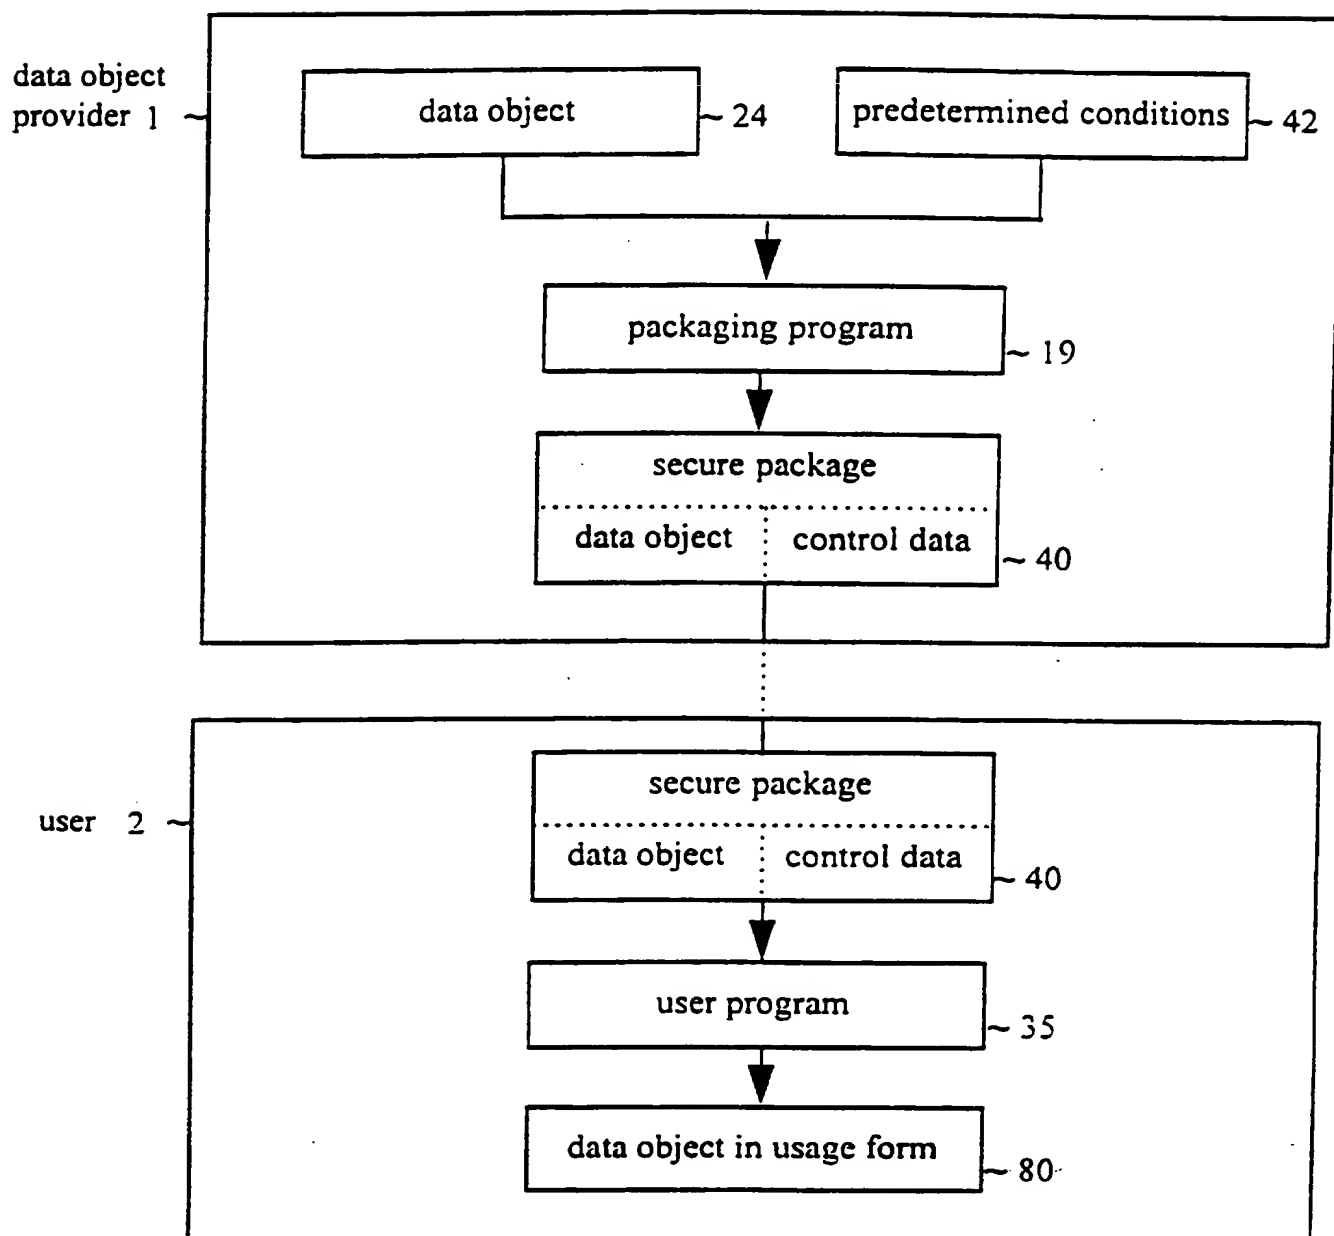 data object
provider 1 ~
data object
~ 24
predetermined conditions
~ 42
packaging program
~ 19
secure package
data object
control data
~ 40
user 2 ~
secure package
data object
control data
~ 40
user program
~ 35
data object in usage form
~ 80